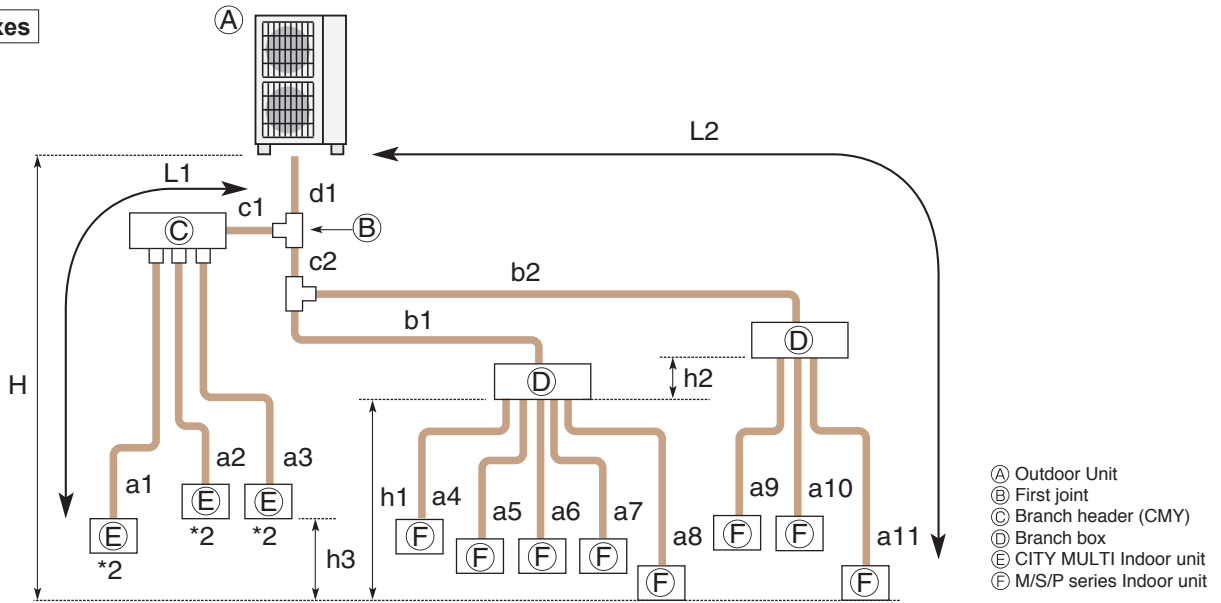 xes
Ⓐ
L2
L1
d1
c1
Ⓒ
Ⓑ
c2
b2
b1
Ⓓ
H
Ⓓ
h2
a1
a2
a3
h1
a4
a5
a6
a7
a8
a9
a10
a11
Ⓔ
*2
Ⓔ
*2
Ⓔ
*2
h3
Ⓕ
Ⓕ
Ⓕ
Ⓕ
Ⓕ
Ⓕ
Ⓕ
Ⓕ
Ⓐ Outdoor Unit
Ⓑ First joint
Ⓒ Branch header (CMY)
Ⓓ Branch box
Ⓔ CITY MULTI Indoor unit
Ⓕ M/S/P series Indoor unit